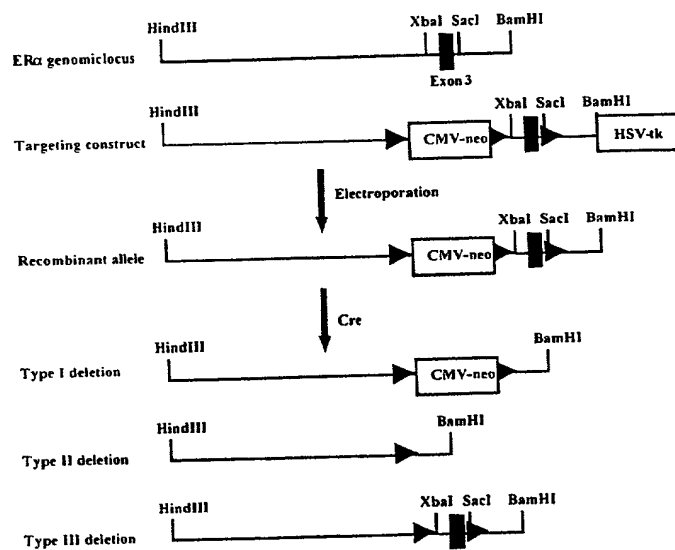 HindIII XbaI SacI BamHI
ERα genomiclocus
Exon3
HindIII XbaI SacI BamHI
Targeting construct CMV-neo HSV-tk
Electroporation
HindIII XbaI SacI BamHI
Recombinant allele CMV-neo
Cre
HindIII BamHI
Type I deletion CMV-neo
HindIII BamHI
Type II deletion
HindIII XbaI SacI BamHI
Type III deletion